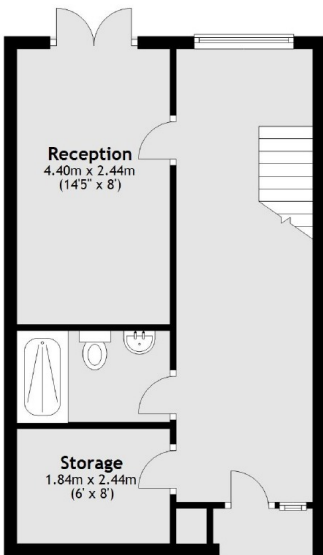 Reception
4.40m x 2.44m
(14'5" x 8')
Storage
1.84m x 2.44m
(6' x 8')